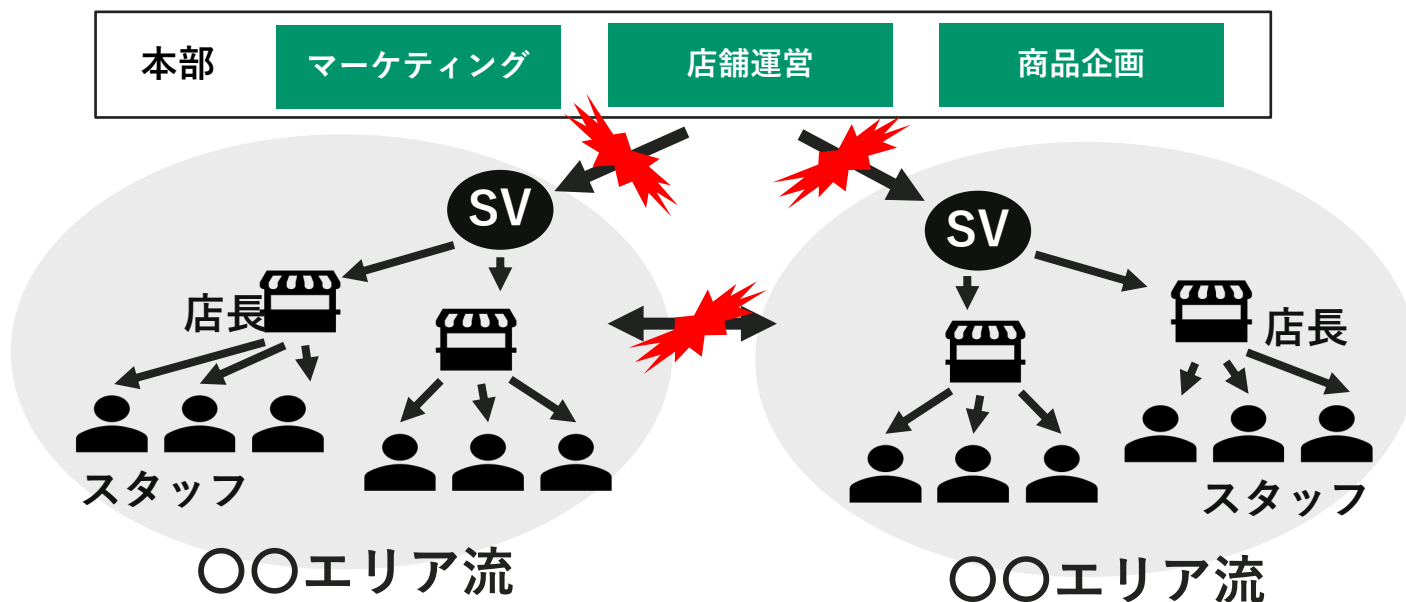 本部
マーケティング
店舗運営
商品企画
SV
SV
店長
店長
スタッフ
スタッフ
〇〇エリア流
〇〇エリア流